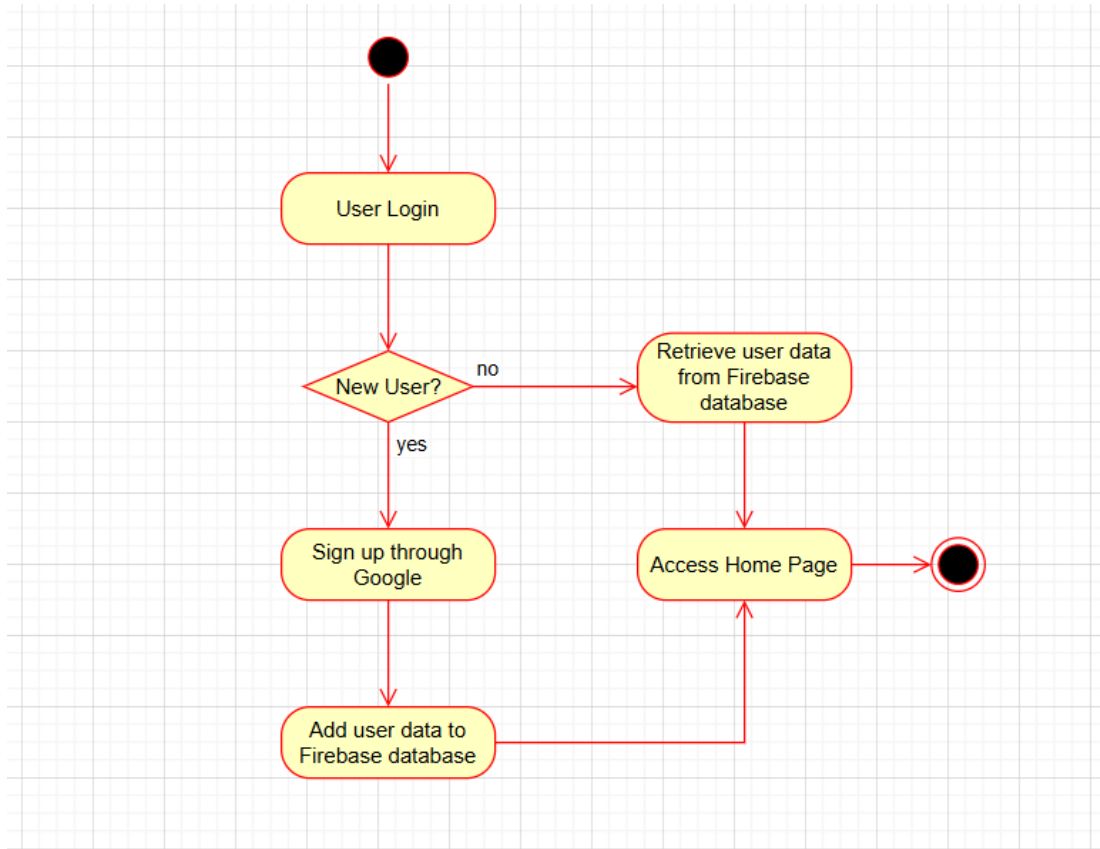 User Login
New User?
no
yes
Retrieve user data
from Firebase
database
Sign up through
Google
Access Home Page
Add user data to
Firebase database